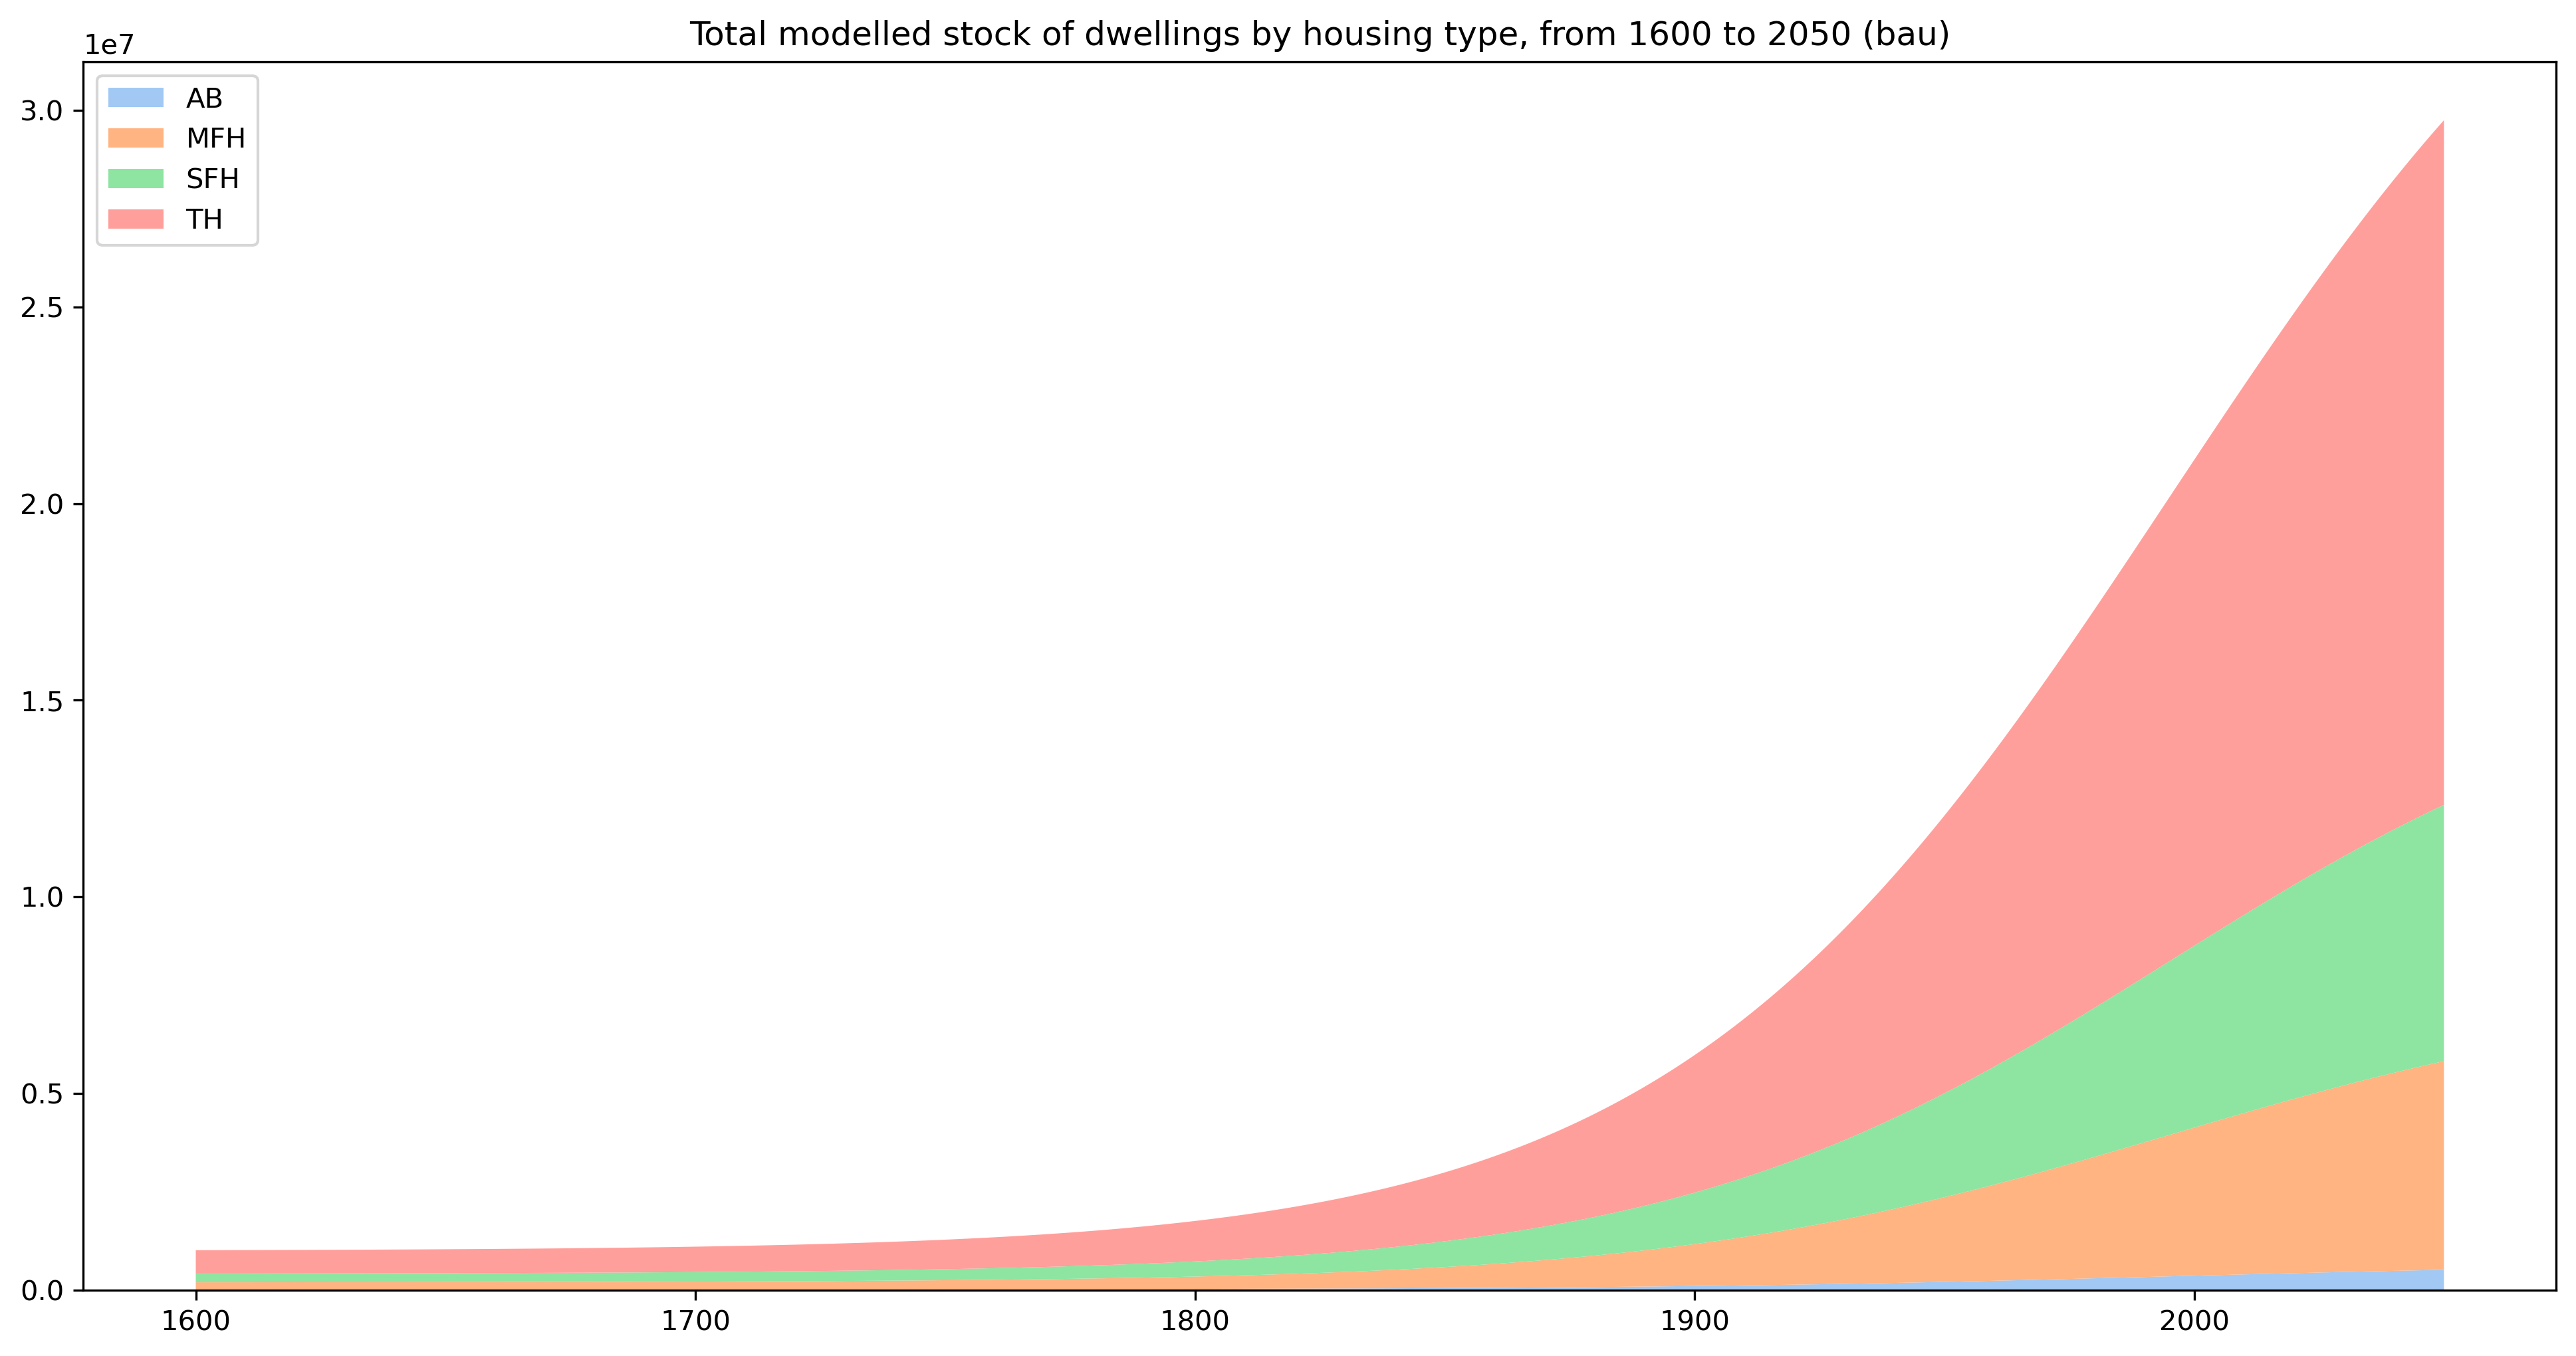 Total modelled stock of dwellings by housing type, from 1600 to 2050 (bau)
1e7
AB
MFH
SFH
TH
3.0
2.5
2.0
1.5
1.0
0.5
0.0
1600 1700 1800 1900 2000